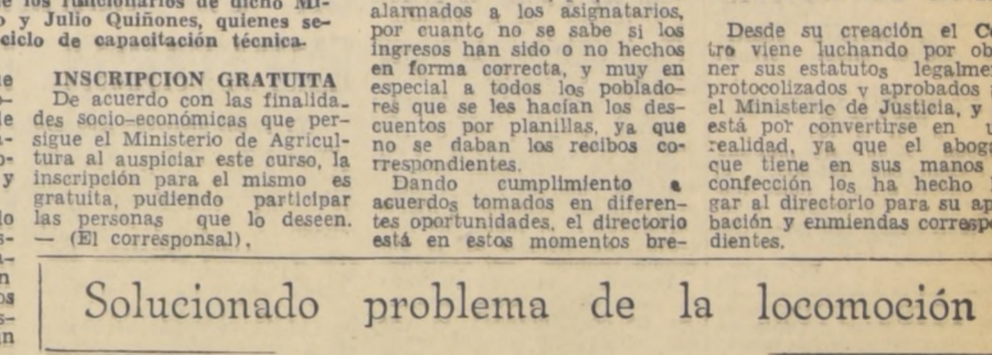 los funcionarios de dicho Mi-
y Julio Quiñones, quienes se-
ciclo de capacitación técnica.
INSCRIPCION GRATUITA
De acuerdo con las finalida-
des socio-económicas que per-
sigue el Ministerio de Agricul-
tura al auspiciar este curso, la
inscripción para el mismo es
gratuita, pudiendo participar
las personas que lo deseen.
— (El corresponsal).
alarmados a los asignatarios,
por cuanto no se sabe si los
ingresos han sido o no hechos
en forma correcta, y muy en
especial a todos los poblado-
res que se les hacían los des-
cuentos por planillas, ya que
no se daban los recibos co-
rrespondientes.
Dando cumplimiento a
acuerdos tomados en diferen-
tes oportunidades, el directorio
está en estos momentos bre-
Desde su creación el C
tro viene luchando por ob
ner sus estatutos legalme
protocolizados y aprobados
el Ministerio de Justicia, y
está por convertirse en u
realidad, ya que el aboga
que tiene en sus manos
confección los ha hecho
gar al directorio para su ap
bación y enmiendas corresp
dientes.
Solucionado problema de la locomoción